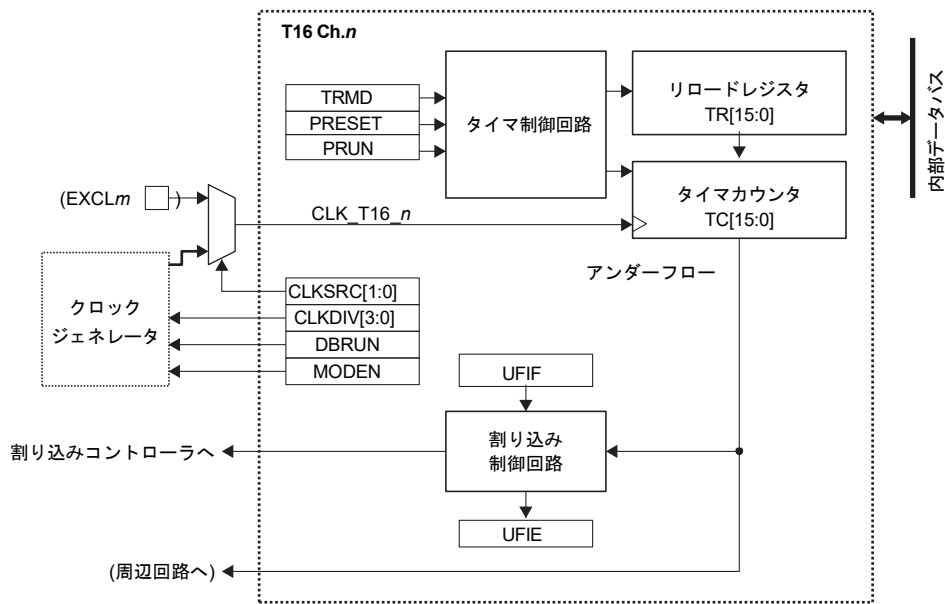 T16 Ch.n
TRMD
PRESET
PRUN
タイマ制御回路
リロードレジスタ
TR[15:0]
タイマカウンタ
TC[15:0]
内部データバス
(EXCLm )
CLK_T16_n
アンダーフロー
クロック
ジェネレータ
CLKSRC[1:0]
CLKDIV[3:0]
DBRUN
MODEN
UFIF
割り込み
制御回路
割り込みコントローラへ
UFIE
(周辺回路へ)